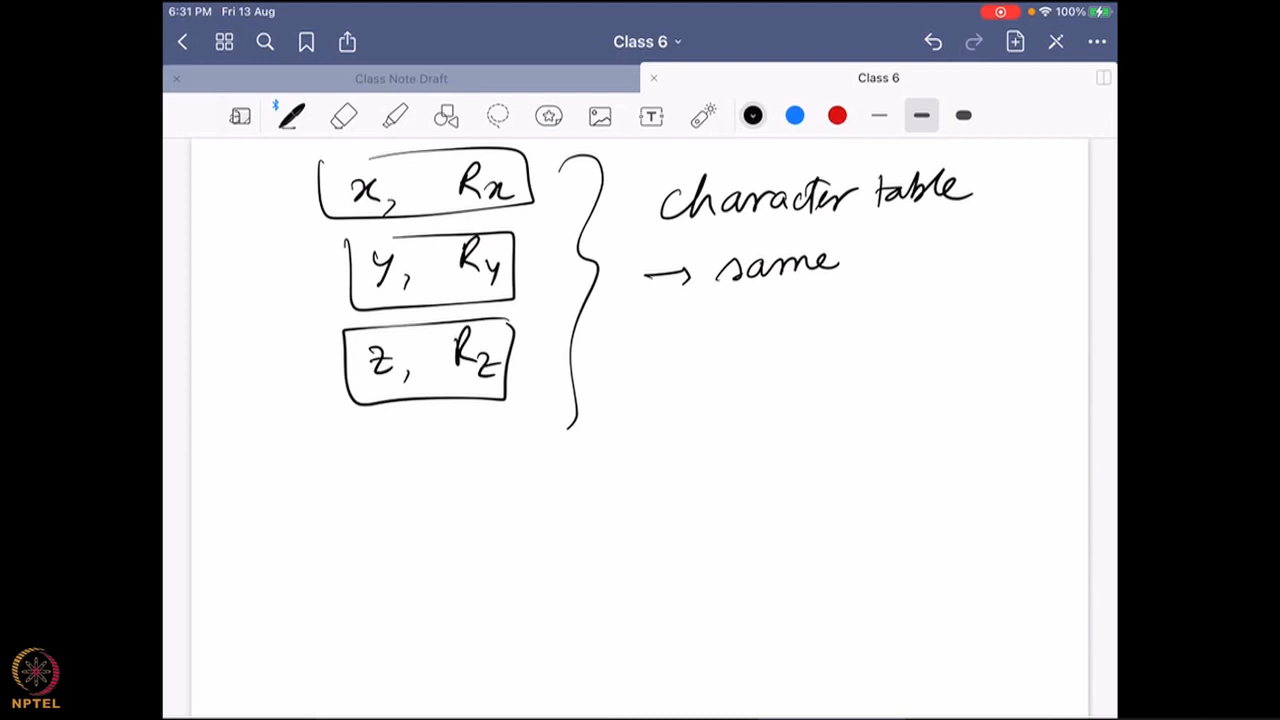 6:31 PM Fri 13 Aug
100%
Class 6
Class Note Draft
Class 6
T
x, Rx
y, Ry
z, Rz
character table
→ same
NPTEL